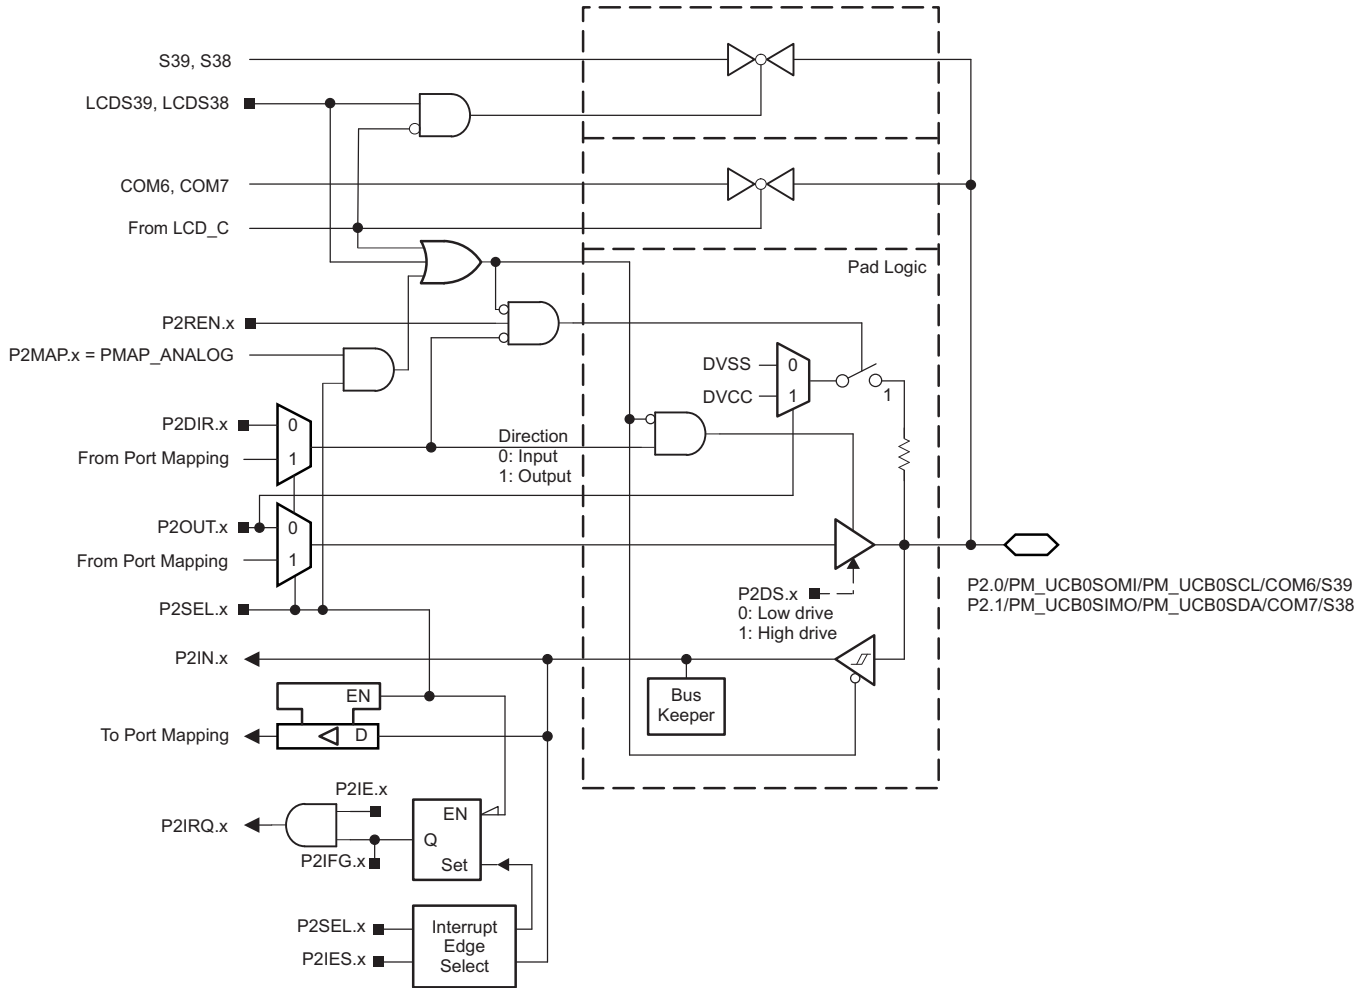 S39, S38
LCDS39, LCDS38
COM6, COM7
From LCD_C
Pad Logic
P2REN.x
P2MAP.x = PMAP_ANALOG
DVSS
0
DVCC
1
1
P2DIR.x
0
From Port Mapping
1
Direction
0: Input
1: Output
P2OUT.x
0
From Port Mapping
1
P2SEL.x
P2DS.x
0: Low drive
1: High drive
P2.0/PM_UCB0SOMI/PM_UCB0SCL/COM6/S39
P2.1/PM_UCB0SIMO/PM_UCB0SDA/COM7/S38
P2IN.x
Bus
Keeper
EN
To Port Mapping
D
P2IE.x
P2IRQ.x
EN
Q
P2IFG.x
Set
P2SEL.x
P2IES.x
Interrupt
Edge
Select